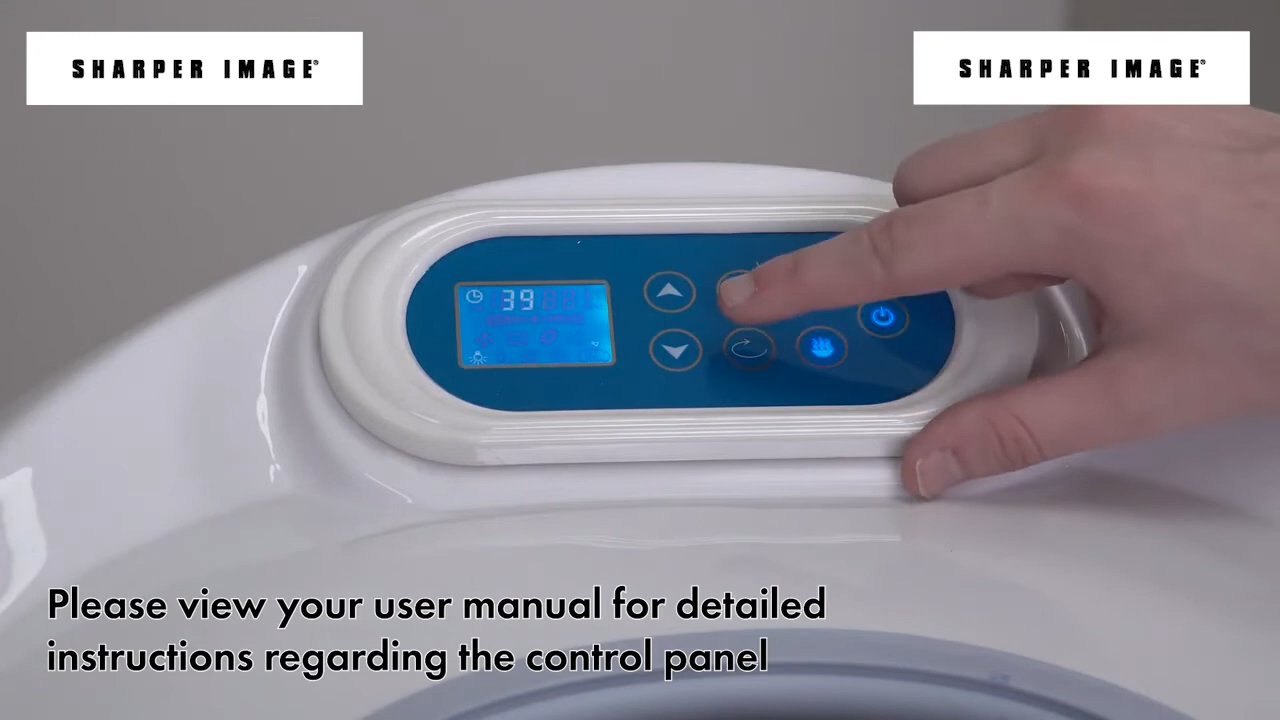 SHARPER IMAGE®
SHARPER IMAGE®
39
Please view your user manual for detailed
instructions regarding the control panel